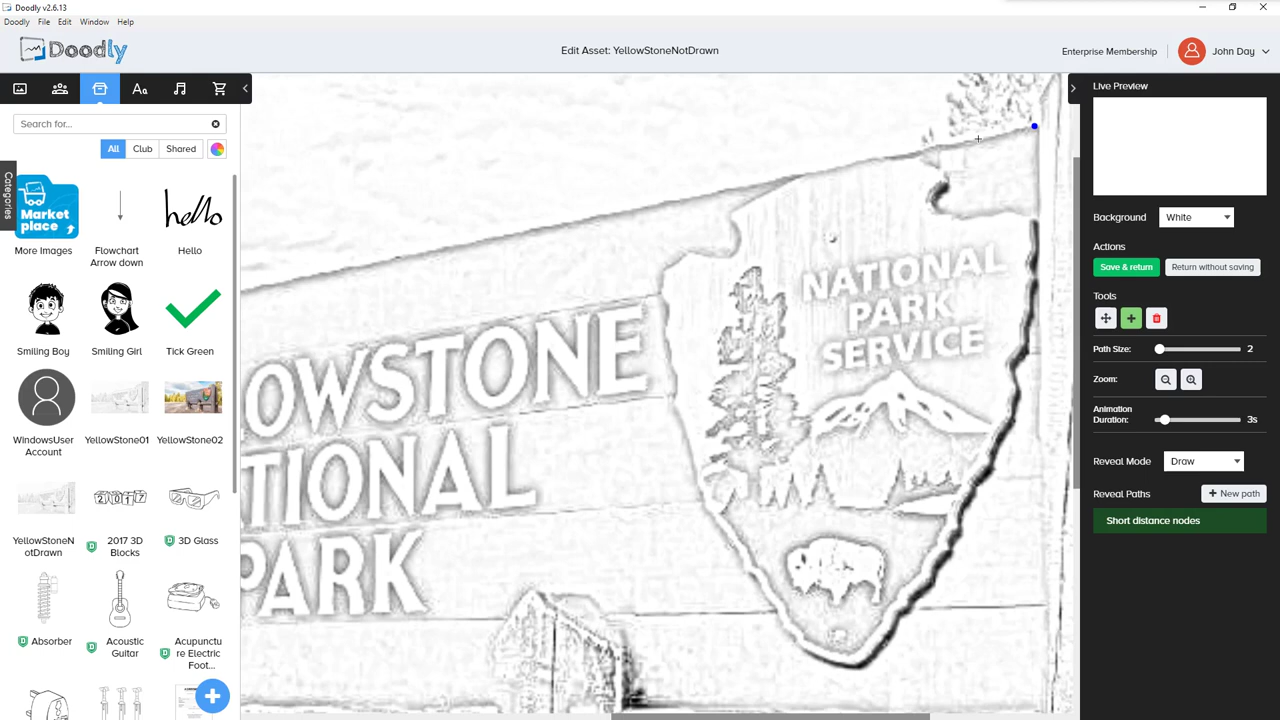 Doodly v2.6.13
Doodly File Edit Window Help
Doodly
Edit Asset: YellowStoneNotDrawn
Enterprise Membership
John Day
Search for...
All Club Shared
Categories
Market place
More Images
Flowchart Arrow down
hello
Hello
Smiling Boy
Smiling Girl
Tick Green
WindowsUser Account
YellowStone01
YellowStone02
YellowStoneN otDrawn
2017
2017 3D Blocks
3D Glass
Absorber
Acoustic Guitar
Acupunctu re Electric Foot...
OWSTONE
TIONAL
PARK
NATIONAL
PARK
SERVICE
Live Preview
Background White
Actions
Save & return Return without saving
Tools
Path Size: 2
Zoom:
Animation Duration: 3s
Reveal Mode Draw
Reveal Paths + New path
Short distance nodes